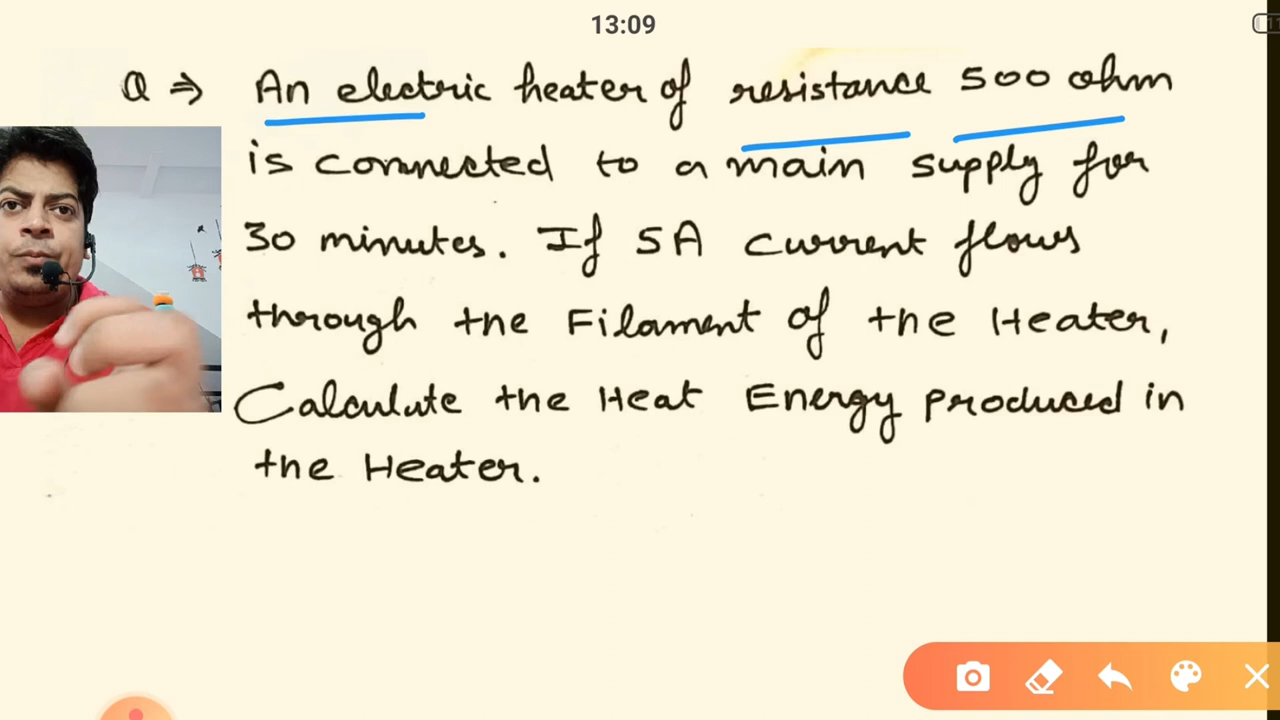 13:09
Q ⇒ An electric heater of resistance 500 ohm
is connected to a main supply for
30 minutes. If 5A current flows
through the Filament of the Heater,
Calculate the Heat Energy produced in
the Heater.